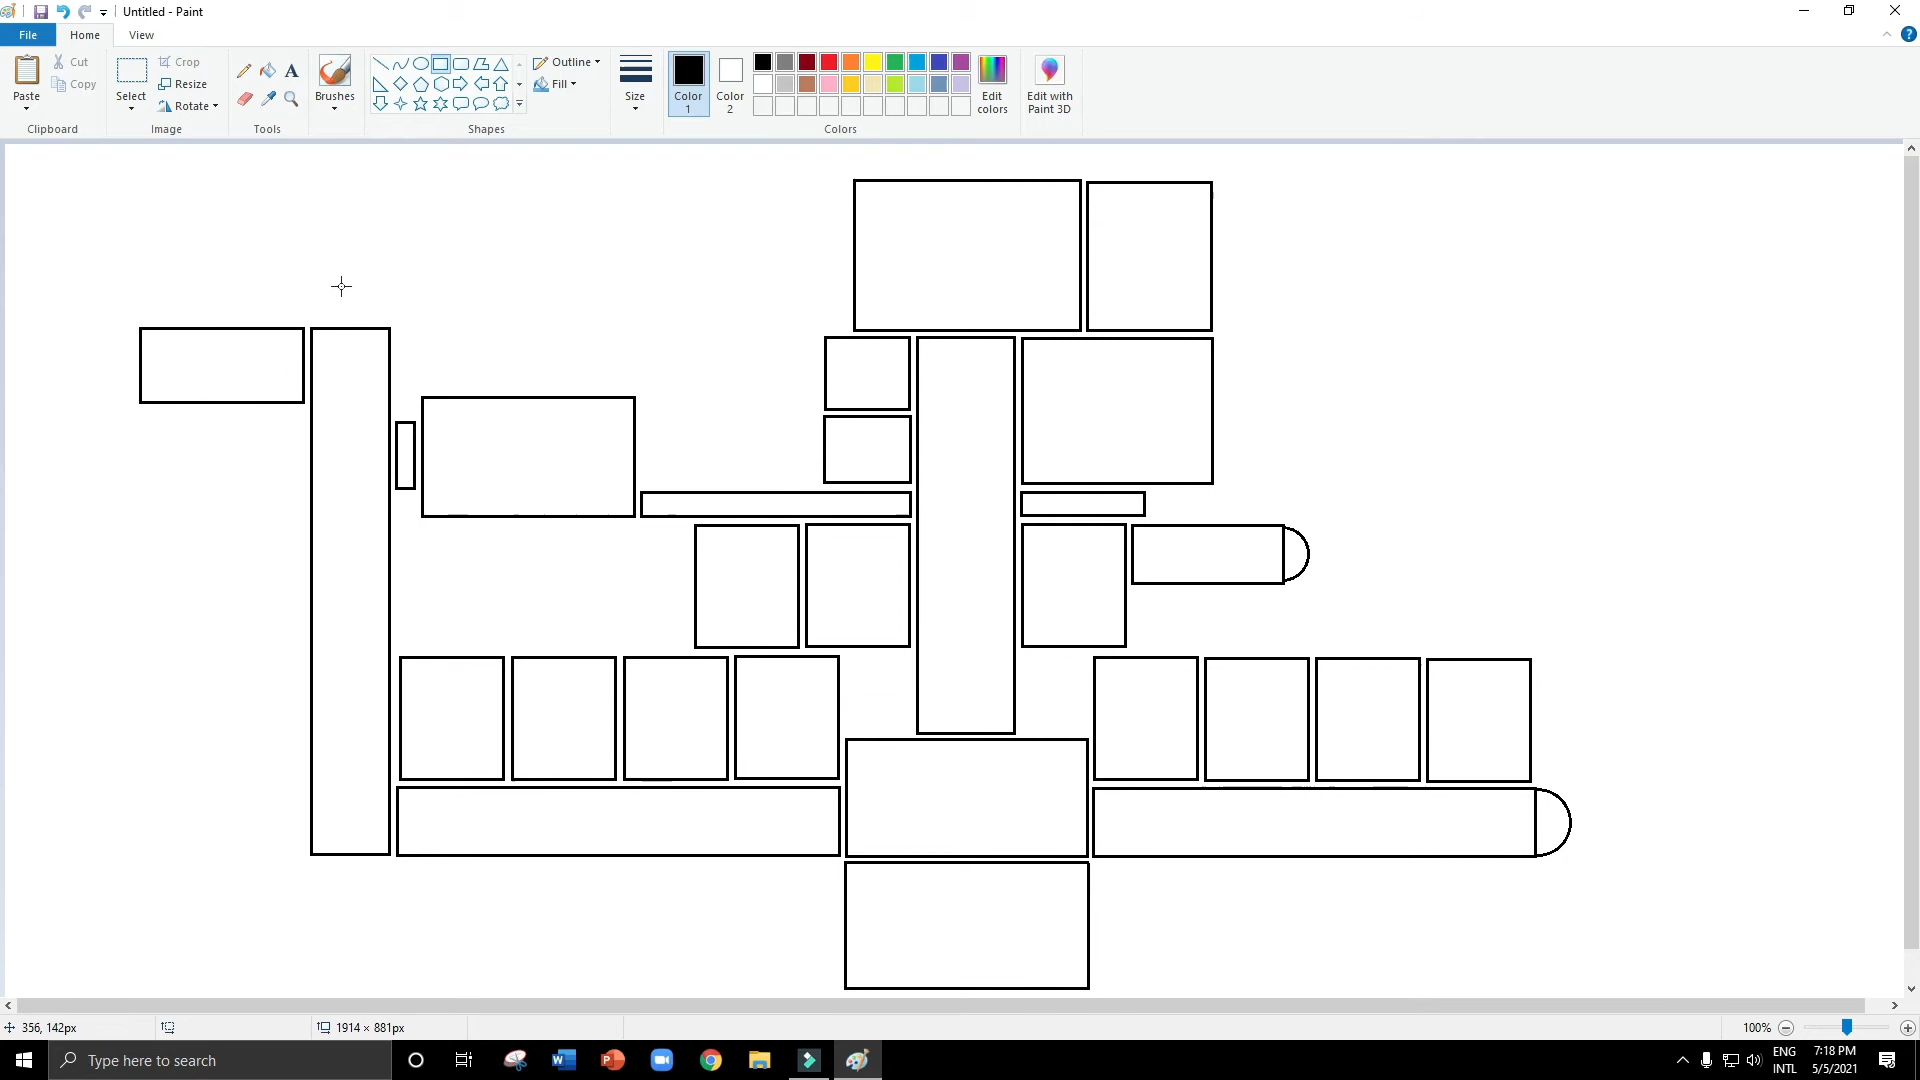 Untitled - Paint
File
Home
View
Paste
Cut
Copy
Clipboard
Select
Crop
Resize
Rotate
Image
Tools
Brushes
Shapes
Outline
Fill
Size
Color 1
Color 2
Colors
Edit colors
Edit with Paint 3D
356, 142px
1914 × 881px
100%
Type here to search
ENG
INTL
7:18 PM
5/5/2021